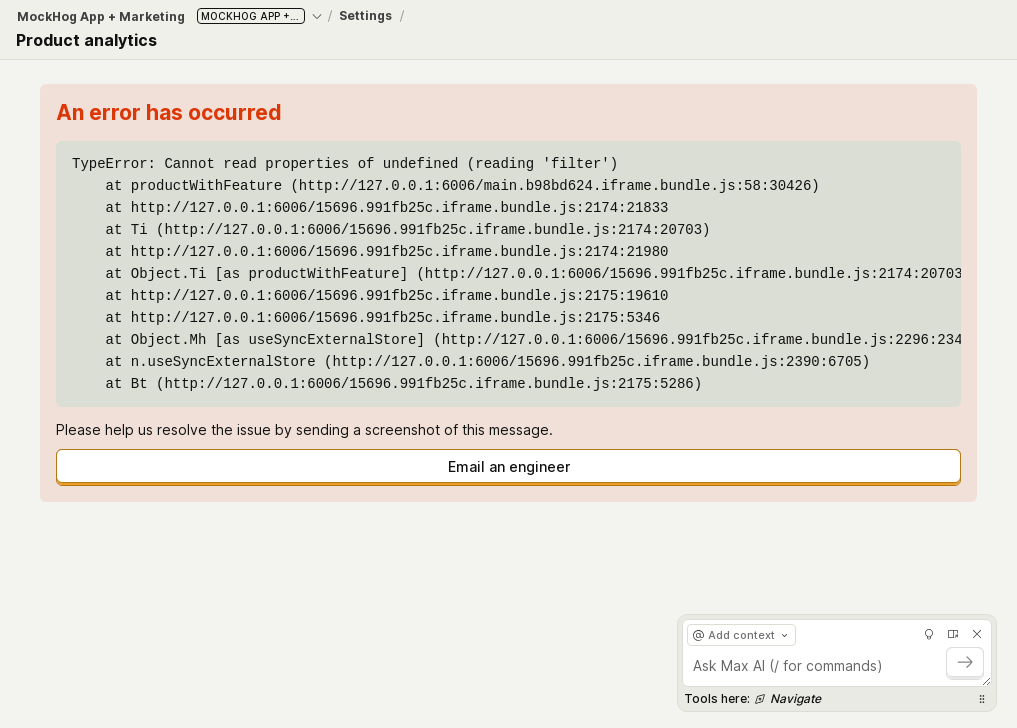 MockHog App + Marketing MOCKHOG APP +... / Settings /
Product analytics
An error has occurred
TypeError: Cannot read properties of undefined (reading 'filter')
at productWithFeature (http://127.0.0.1:6006/main.b98bd624.iframe.bundle.js:58:30426)
at http://127.0.0.1:6006/15696.991fb25c.iframe.bundle.js:2174:21833
at Ti (http://127.0.0.1:6006/15696.991fb25c.iframe.bundle.js:2174:20703)
at http://127.0.0.1:6006/15696.991fb25c.iframe.bundle.js:2174:21980
at Object.Ti [as productWithFeature] (http://127.0.0.1:6006/15696.991fb25c.iframe.bundle.js:2174:20703
at http://127.0.0.1:6006/15696.991fb25c.iframe.bundle.js:2175:19610
at http://127.0.0.1:6006/15696.991fb25c.iframe.bundle.js:2175:5346
at Object.Mh [as useSyncExternalStore] (http://127.0.0.1:6006/15696.991fb25c.iframe.bundle.js:2296:234
at n.useSyncExternalStore (http://127.0.0.1:6006/15696.991fb25c.iframe.bundle.js:2390:6705)
at Bt (http://127.0.0.1:6006/15696.991fb25c.iframe.bundle.js:2175:5286)
Please help us resolve the issue by sending a screenshot of this message.
Email an engineer
@ Add context
Ask Max AI (/ for commands)
Tools here: Navigate